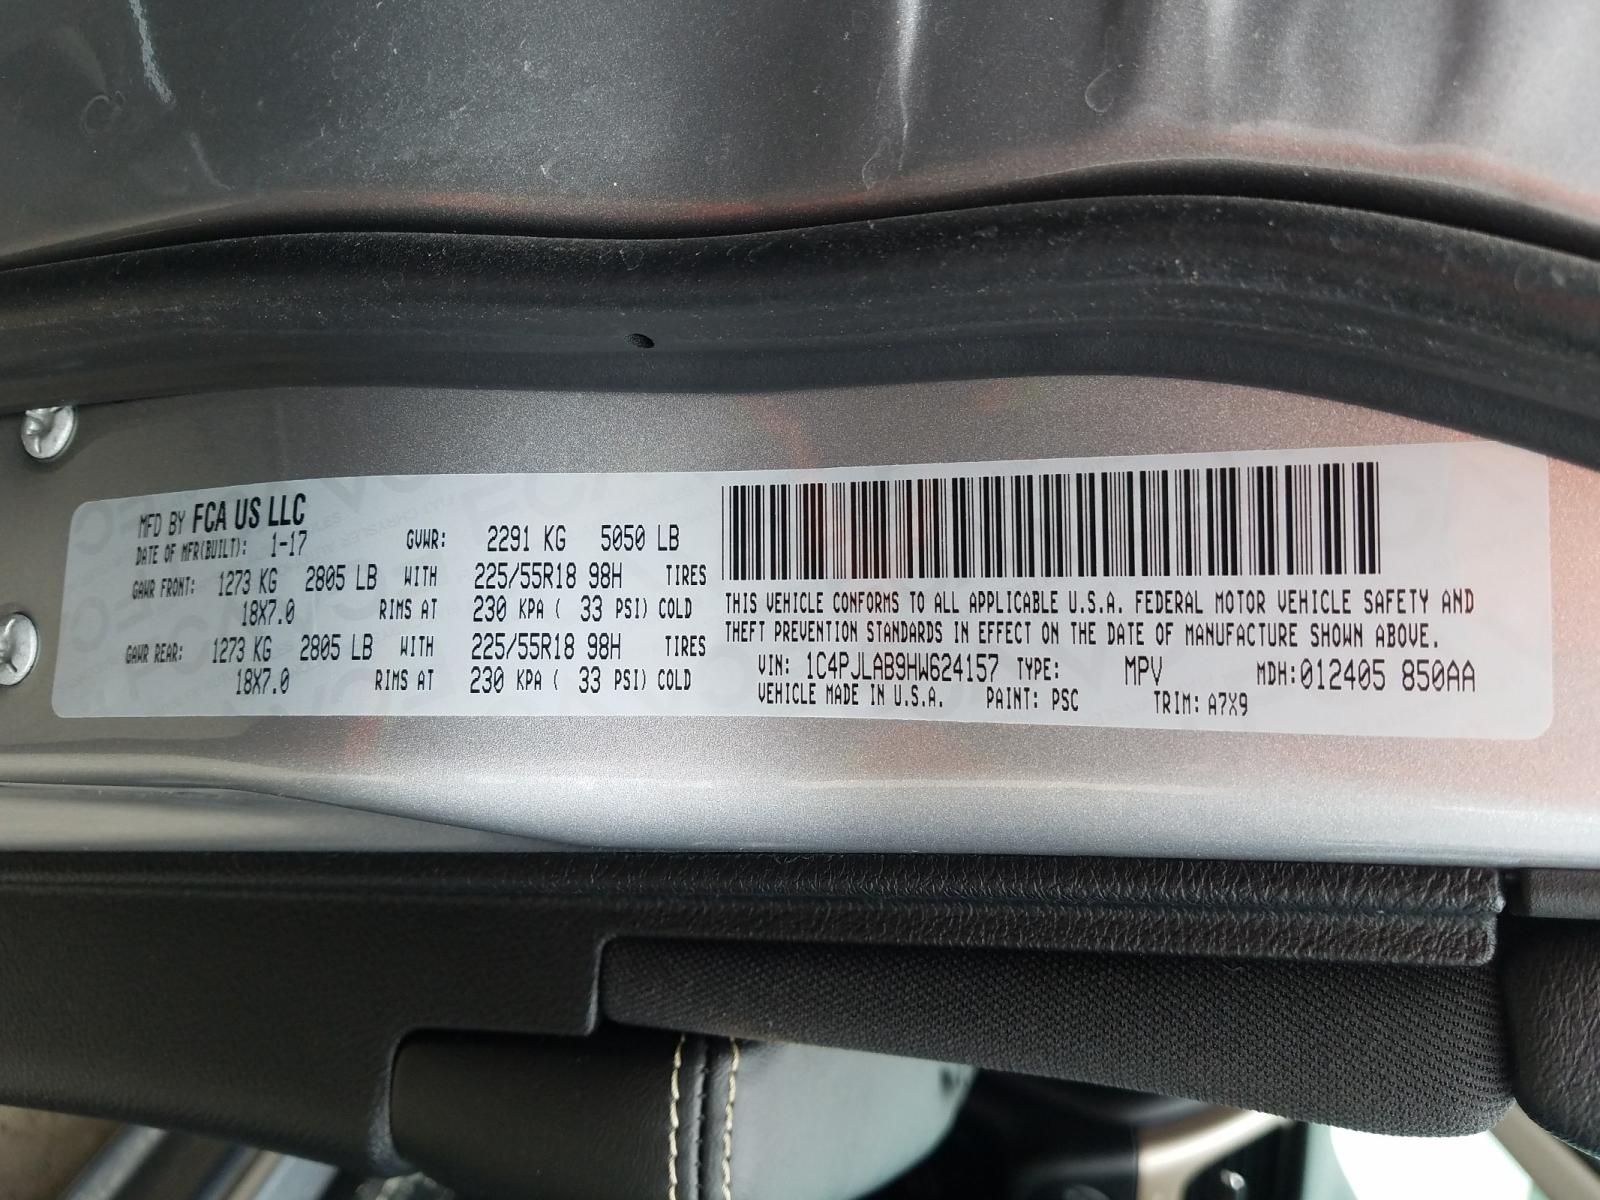 MFD BY FCA US LLC
DATE OF MFR(BUILT): 1-17 GVWR: 2291 KG 5050 LB
GAWR FRONT: 1273 KG 2805 LB WITH 225/55R18 98H TIRES
18X7.0 RIMS AT 230 KPA ( 33 PSI) COLD
GAWR REAR: 1273 KG 2805 LB WITH 225/55R18 98H TIRES
18X7.0 RIMS AT 230 KPA ( 33 PSI) COLD
THIS VEHICLE CONFORMS TO ALL APPLICABLE U.S.A. FEDERAL MOTOR VEHICLE SAFETY AND
THEFT PREVENTION STANDARDS IN EFFECT ON THE DATE OF MANUFACTURE SHOWN ABOVE.
VIN: 1C4PJLAB9HW624157 TYPE: MPV MDH:012405 850AA
VEHICLE MADE IN U.S.A. PAINT: PSC TRIM: A7X9